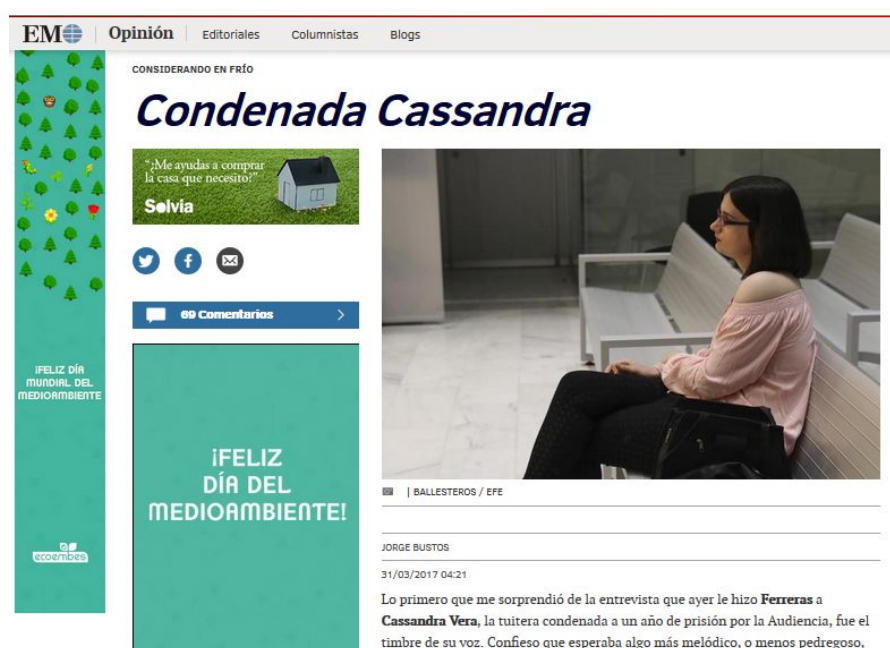 EM
Opinión
Editoriales
Columnistas
Blogs
CONSIDERANDO EN FRÍO
Condenada Cassandra
"¿Me ayudas a comprar
la casa que necesito?"
Solvia
69 Comentarios
¡FELIZ DÍA
MUNDIAL DEL
MEDIOAMBIENTE
ecoembes
¡FELIZ
DÍA DEL
MEDIOAMBIENTE!
| BALLESTEROS / EFE
JORGE BUSTOS
31/03/2017 04:21
Lo primero que me sorprendió de la entrevista que ayer le hizo Ferreras a
Cassandra Vera, la tuitera condenada a un año de prisión por la Audiencia, fue el
timbre de su voz. Confieso que esperaba algo más melódico, o menos pedregoso,